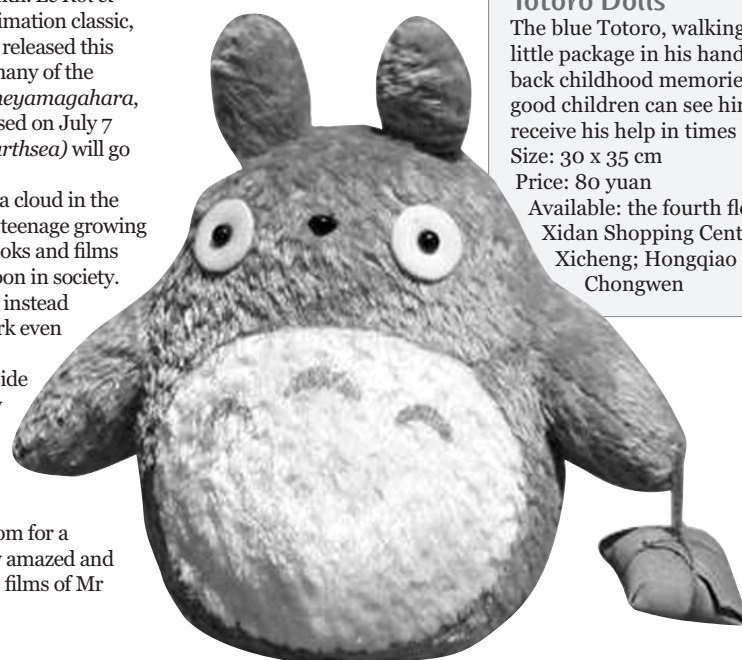 imation classic,
released this
many of the
neyamagahara,
sed on July 7
rthsea) will go
a cloud in the
teenage growing
oks and films
oon in society.
instead
rk even
side
om for a
amazed and
films of Mr
Totoro Dolls
The blue Totoro, walking
little package in his hand
back childhood memorie
good children can see hi
receive his help in times
Size: 30 x 35 cm
Price: 80 yuan
Available: the fourth fl
Xidan Shopping Cent
Xicheng; Hongqiao
Chongwen